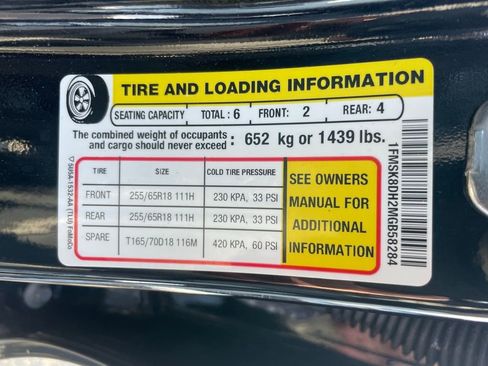 TIRE AND LOADING INFORMATION
SEATING CAPACITY TOTAL : 6 FRONT: 2 REAR: 4
The combined weight of occupants and cargo should never exceed : 652 kg or 1439 lbs.
TIRE SIZE COLD TIRE PRESSURE
FRONT 255/65R18 111H 230 KPA, 33 PSI
REAR 255/65R18 111H 230 KPA, 33 PSI
SPARE T165/70D18 116M 420 KPA, 60 PSI
SEE OWNERS
MANUAL FOR
ADDITIONAL
INFORMATION
1FMSK8DH2MGB58284